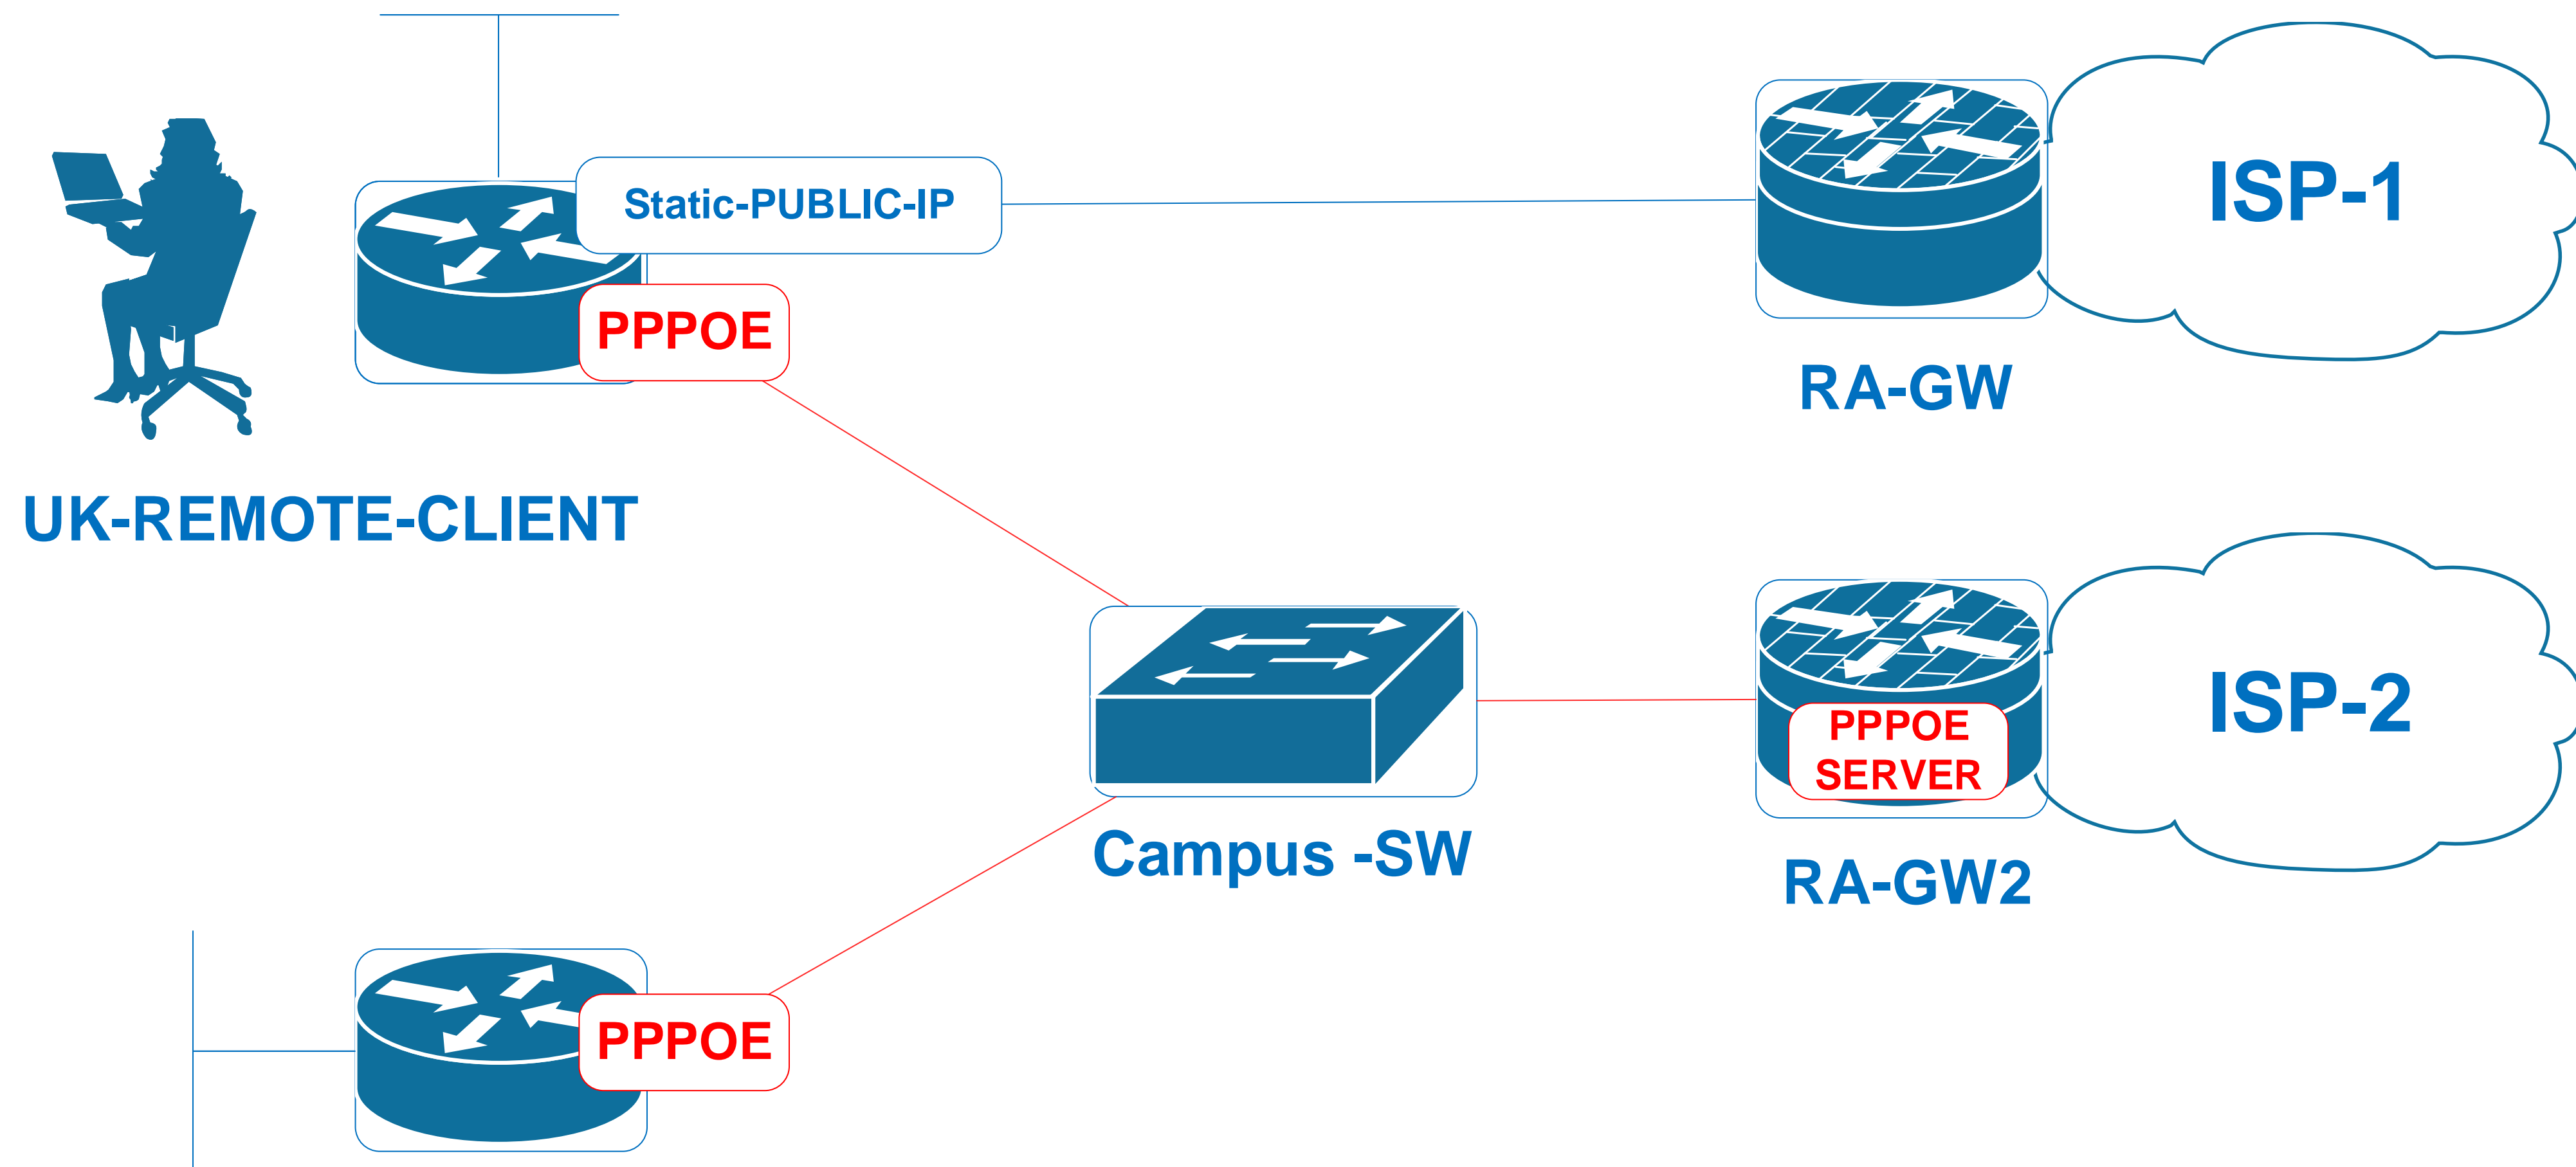 Static-PUBLIC-IP
ISP-1
PPPOE
RA-GW
UK-REMOTE-CLIENT
ISP-2
PPPOE
SERVER
Campus -SW
RA-GW2
PPPOE